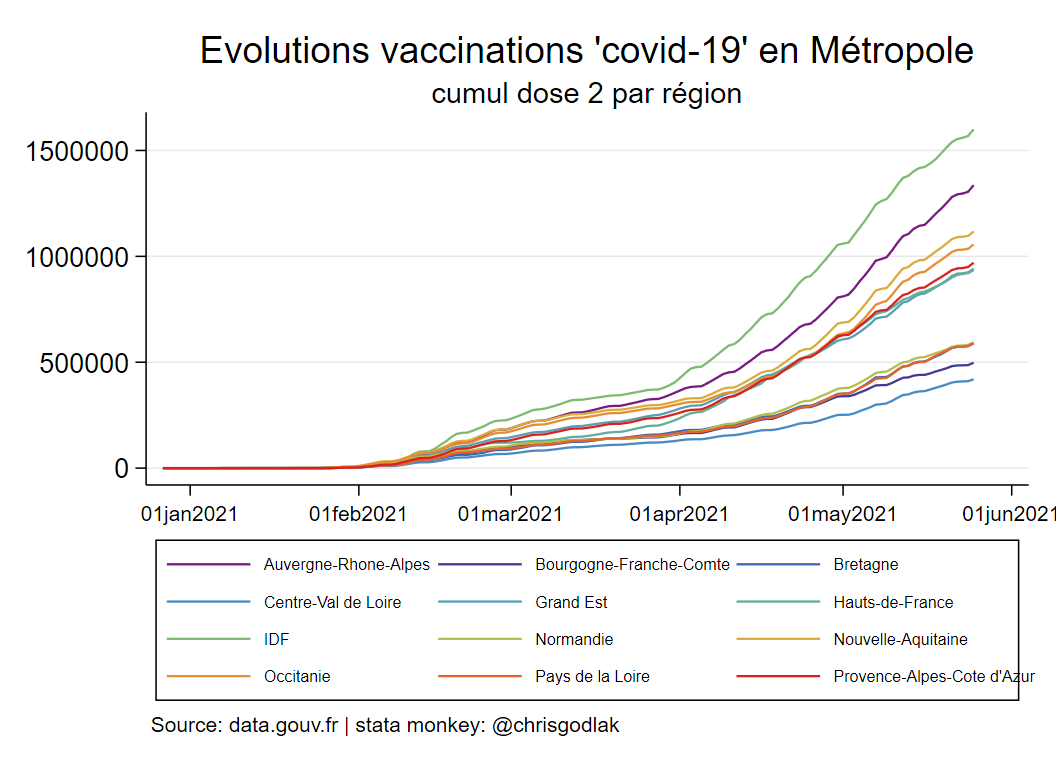 Evolutions vaccinations 'covid-19' en Métropole
cumul dose 2 par région
1500000
1000000
500000
0
01jan2021 01feb2021 01mar2021 01apr2021 01may2021 01jun2021
Auvergne-Rhone-Alpes Bourgogne-Franche-Comte Bretagne
Centre-Val de Loire Grand Est Hauts-de-France
IDF Normandie Nouvelle-Aquitaine
Occitanie Pays de la Loire Provence-Alpes-Cote d'Azur
Source: data.gouv.fr | stata monkey: @chrisgodlak